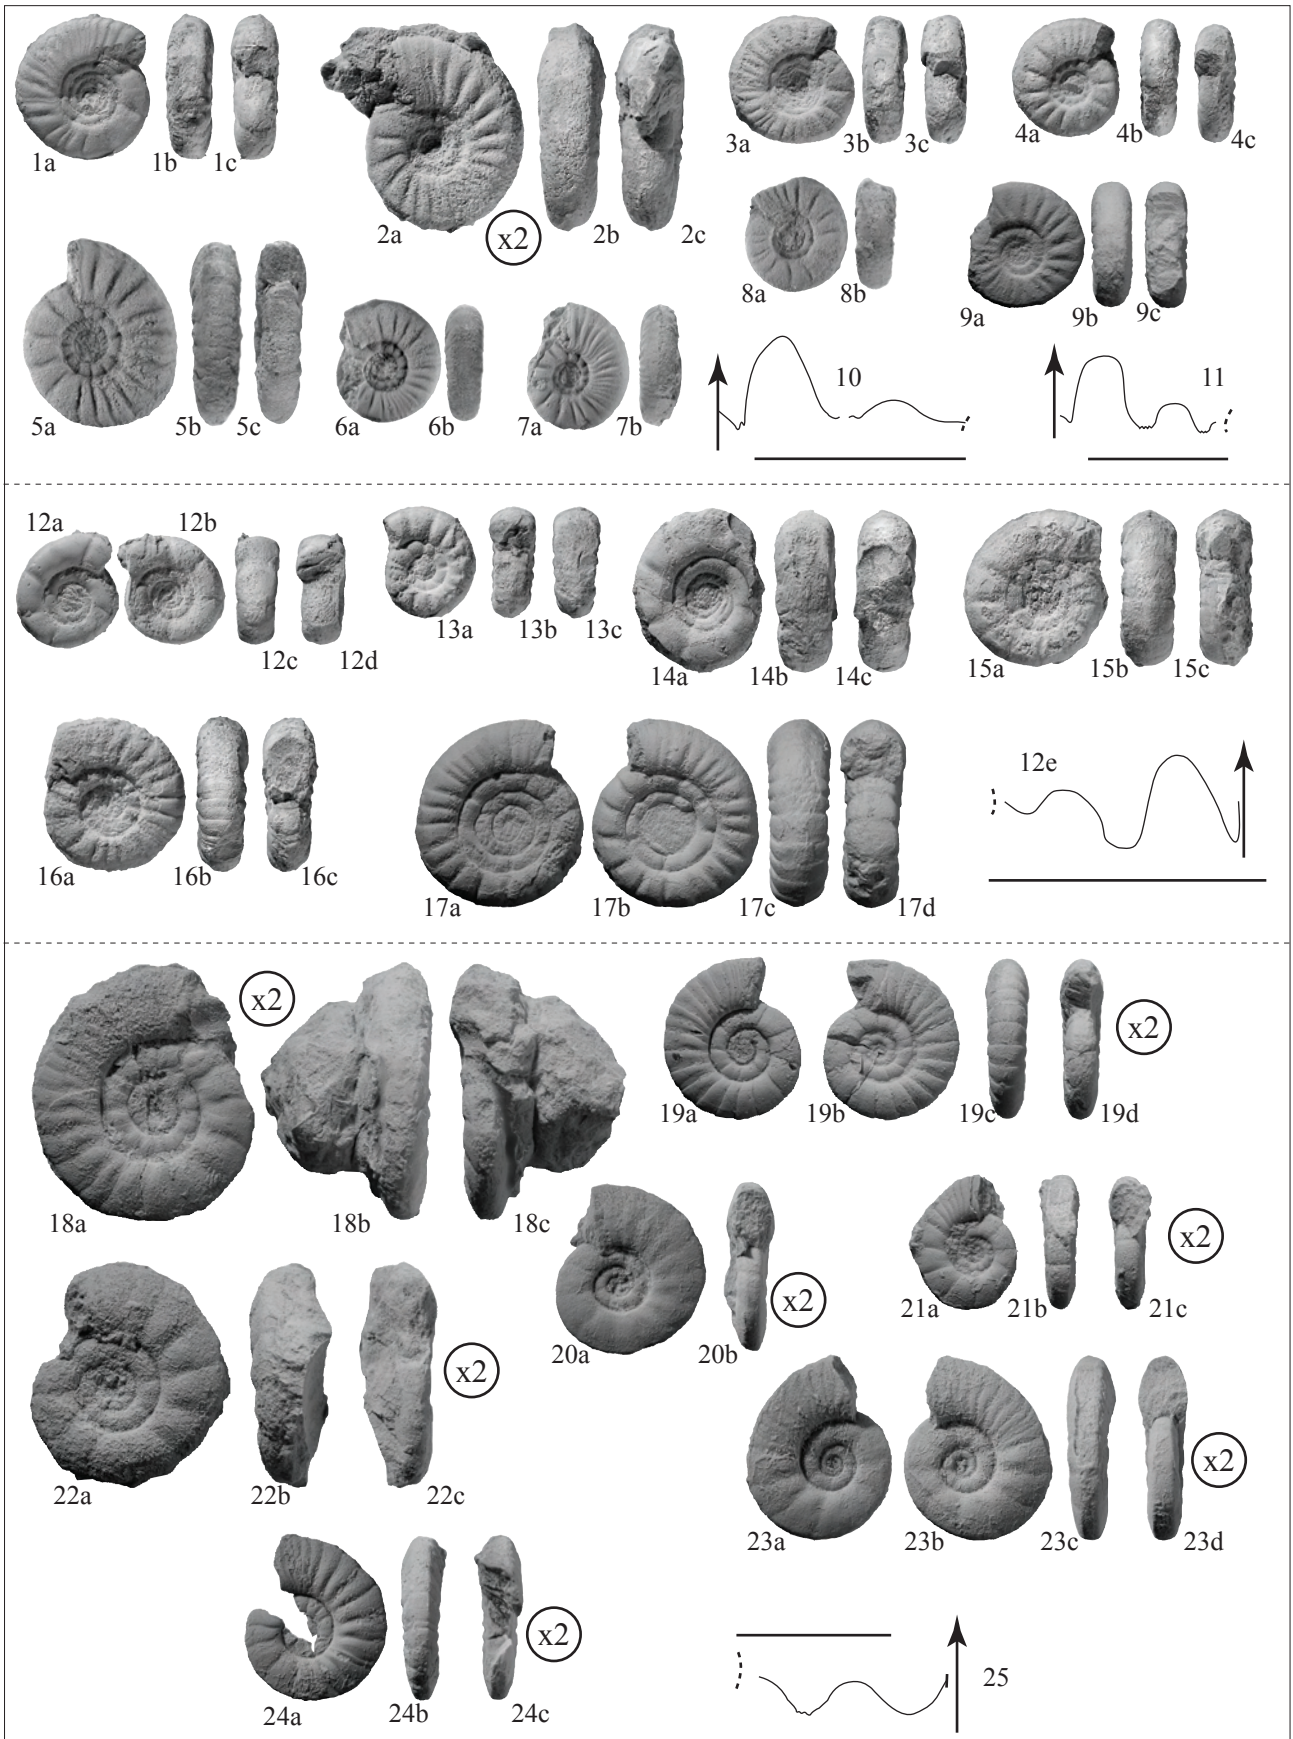 1a 1b 1c
2a x2 2b 2c
3a 3b 3c
4a 4b 4c
5a 5b 5c
6a 6b
7a 7b
8a 8b
9a 9b 9c
10
11
12a 12b 12c 12d
13a 13b 13c
14a 14b 14c
15a 15b 15c
16a 16b 16c
17a 17b 17c 17d
12e
18a x2 18b 18c
19a 19b 19c 19d x2
20a 20b x2
21a 21b 21c x2
22a 22b 22c x2
23a 23b 23c 23d x2
24a 24b 24c x2
25